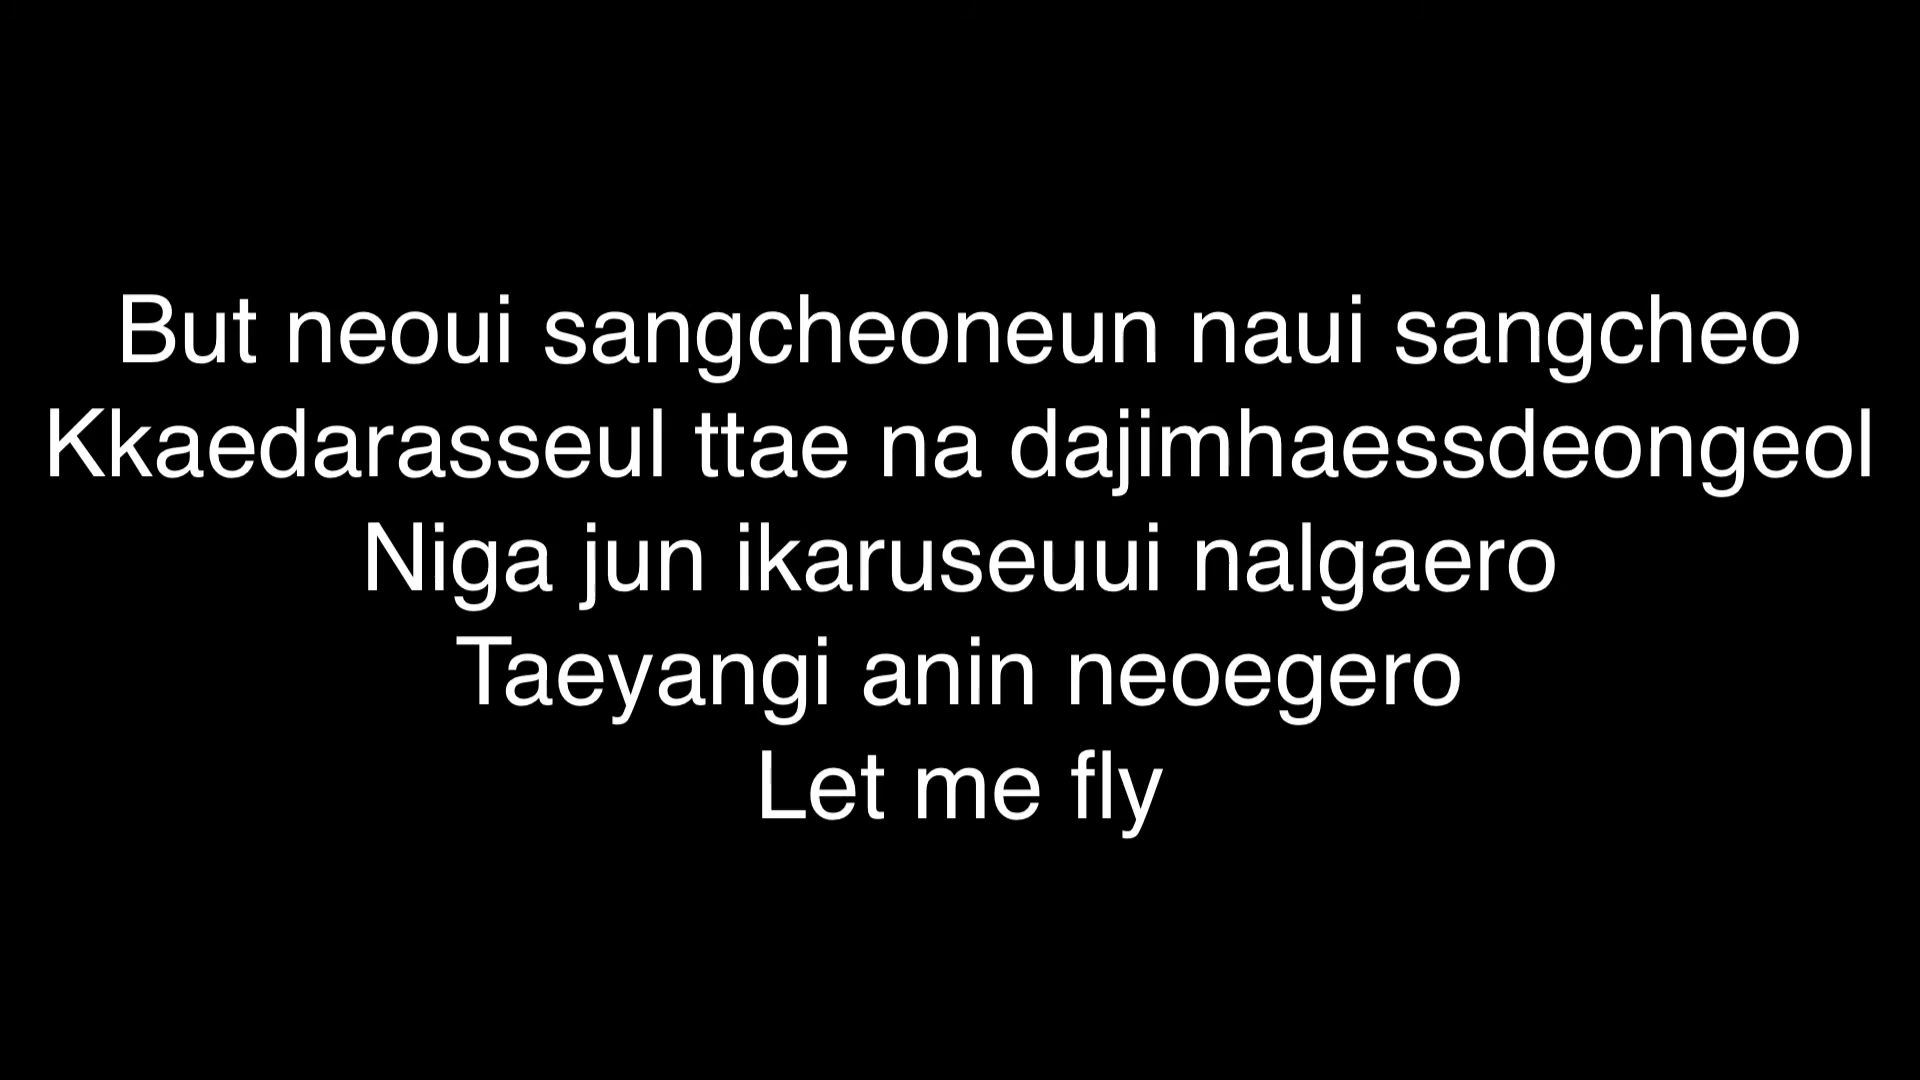 But neoui sangcheoneun naui sangcheo
Kkaedarasseul ttae na dajimhaessdeongeol
Niga jun ikaruseuui nalgaero
Taeyangi anin neoegero
Let me fly